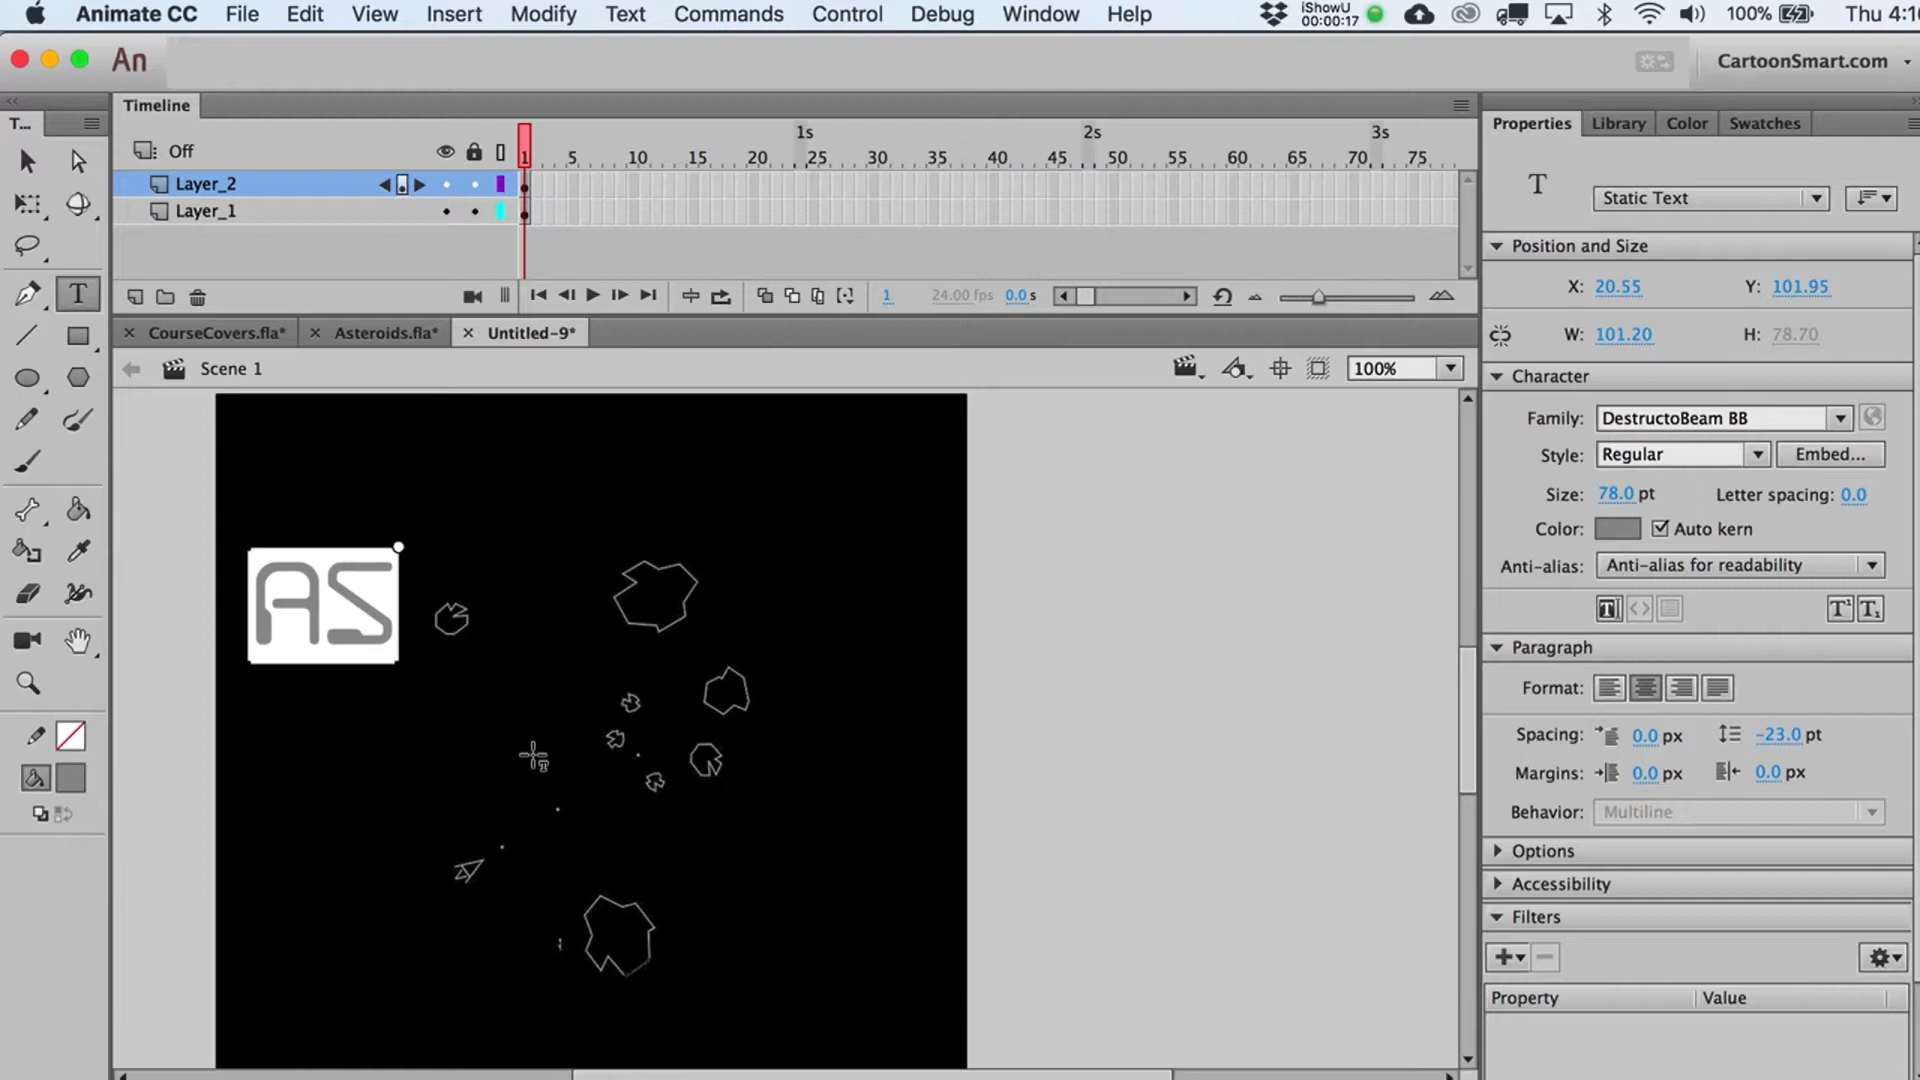 Animate CC File Edit View Insert Modify Text Commands Control Debug Window Help iShowU 00:00:17 100% Thu 4:10
An CartoonSmart.com
Timeline
T... Properties Library Color Swatches
Off 1s 2s 3s
1 5 10 15 20 25 30 35 40 45 50 55 60 65 70 75
Layer_2
Layer_1
T Static Text
Position and Size
X: 20.55 Y: 101.95
1 24.00 fps 0.0 s
CourseCovers.fla* Asteroids.fla* Untitled-9*
W: 101.20 H: 78.70
Scene 1 100%
Character
Family: DestructoBeam BB
Style: Regular Embed...
Size: 78.0 pt Letter spacing: 0.0
Color: Auto kern
Anti-alias: Anti-alias for readability
AS
Paragraph
Format:
Spacing: 0.0 px -23.0 pt
Margins: 0.0 px 0.0 px
Behavior: Multiline
Options
Accessibility
Filters
Property Value